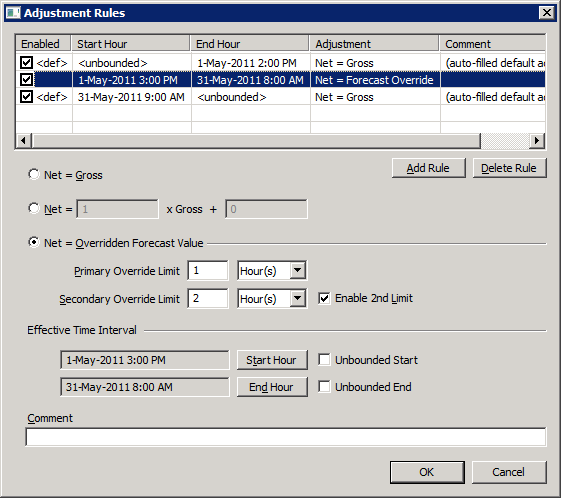 Adjustment Rules
Enabled Start Hour End Hour Adjustment Comment
<def> <unbounded> 1-May-2011 2:00 PM Net = Gross (auto-filled default a
1-May-2011 3:00 PM 31-May-2011 8:00 AM Net = Forecast Override
<def> 31-May-2011 9:00 AM <unbounded> Net = Gross (auto-filled default a
Net = Gross Add Rule Delete Rule
Net = 1 x Gross + 0
Net = Overridden Forecast Value
Primary Override Limit 1 Hour(s)
Secondary Override Limit 2 Hour(s) Enable 2nd Limit
Effective Time Interval
1-May-2011 3:00 PM Start Hour Unbounded Start
31-May-2011 8:00 AM End Hour Unbounded End
Comment
OK Cancel